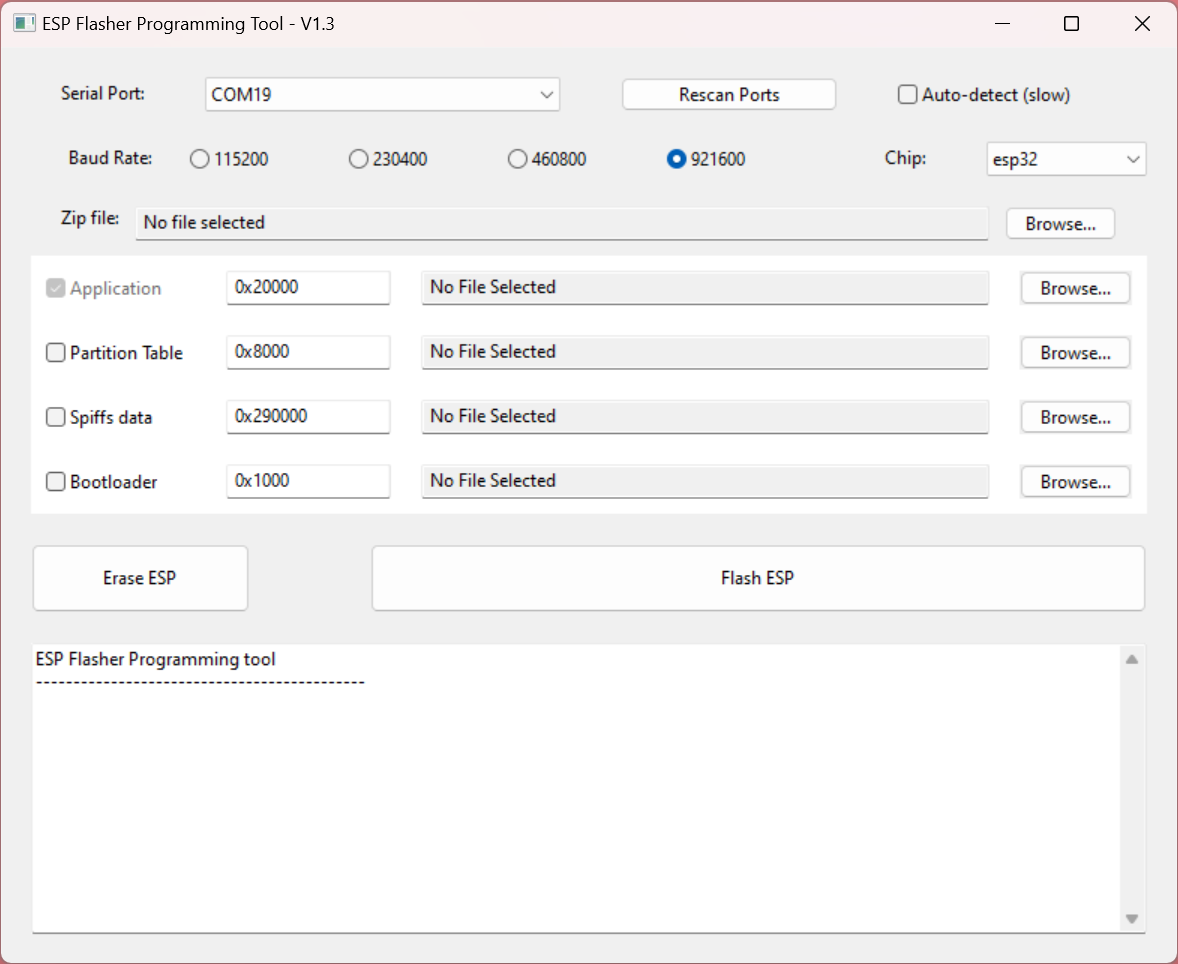 ESP Flasher Programming Tool - V1.3
Serial Port: COM19 Rescan Ports Auto-detect (slow)
Baud Rate: 115200 230400 460800 921600 Chip: esp32
Zip file: No file selected Browse...
Application 0x20000 No File Selected Browse...
Partition Table 0x8000 No File Selected Browse...
Spiffs data 0x290000 No File Selected Browse...
Bootloader 0x1000 No File Selected Browse...
Erase ESP Flash ESP
ESP Flasher Programming tool
--------------------------------------------